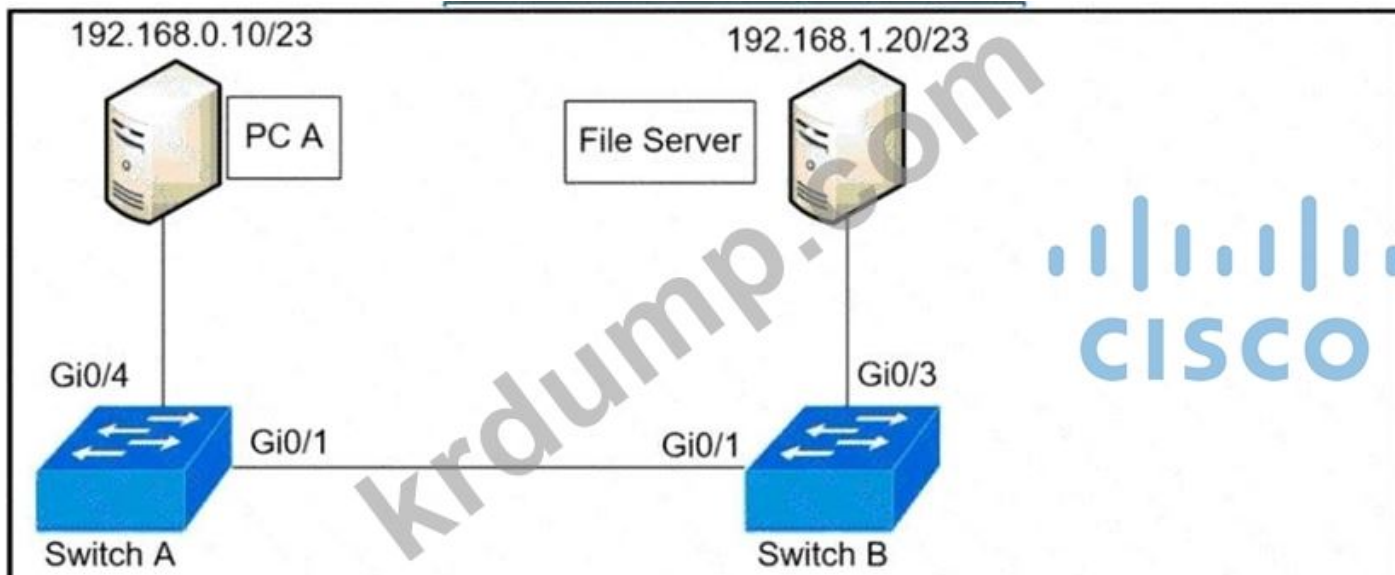 192.168.0.10/23
192.168.1.20/23
PC A
File Server
krdump.com
CISCO
Gi0/4
Gi0/3
Gi0/1
Gi0/1
Switch A
Switch B